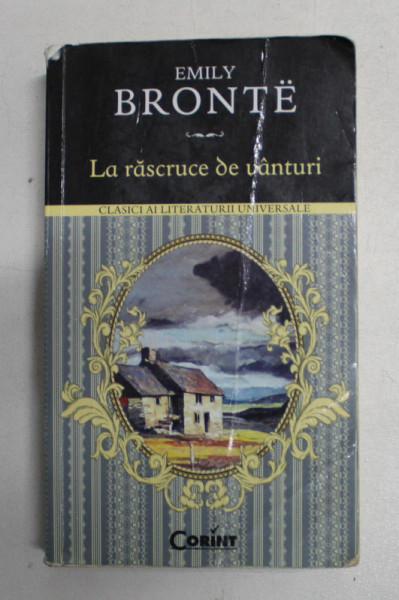 EMILY
BRONTË
La răscruce de vânturi
CLASICI AI LITERATURII UNIVERSALE
CORINT